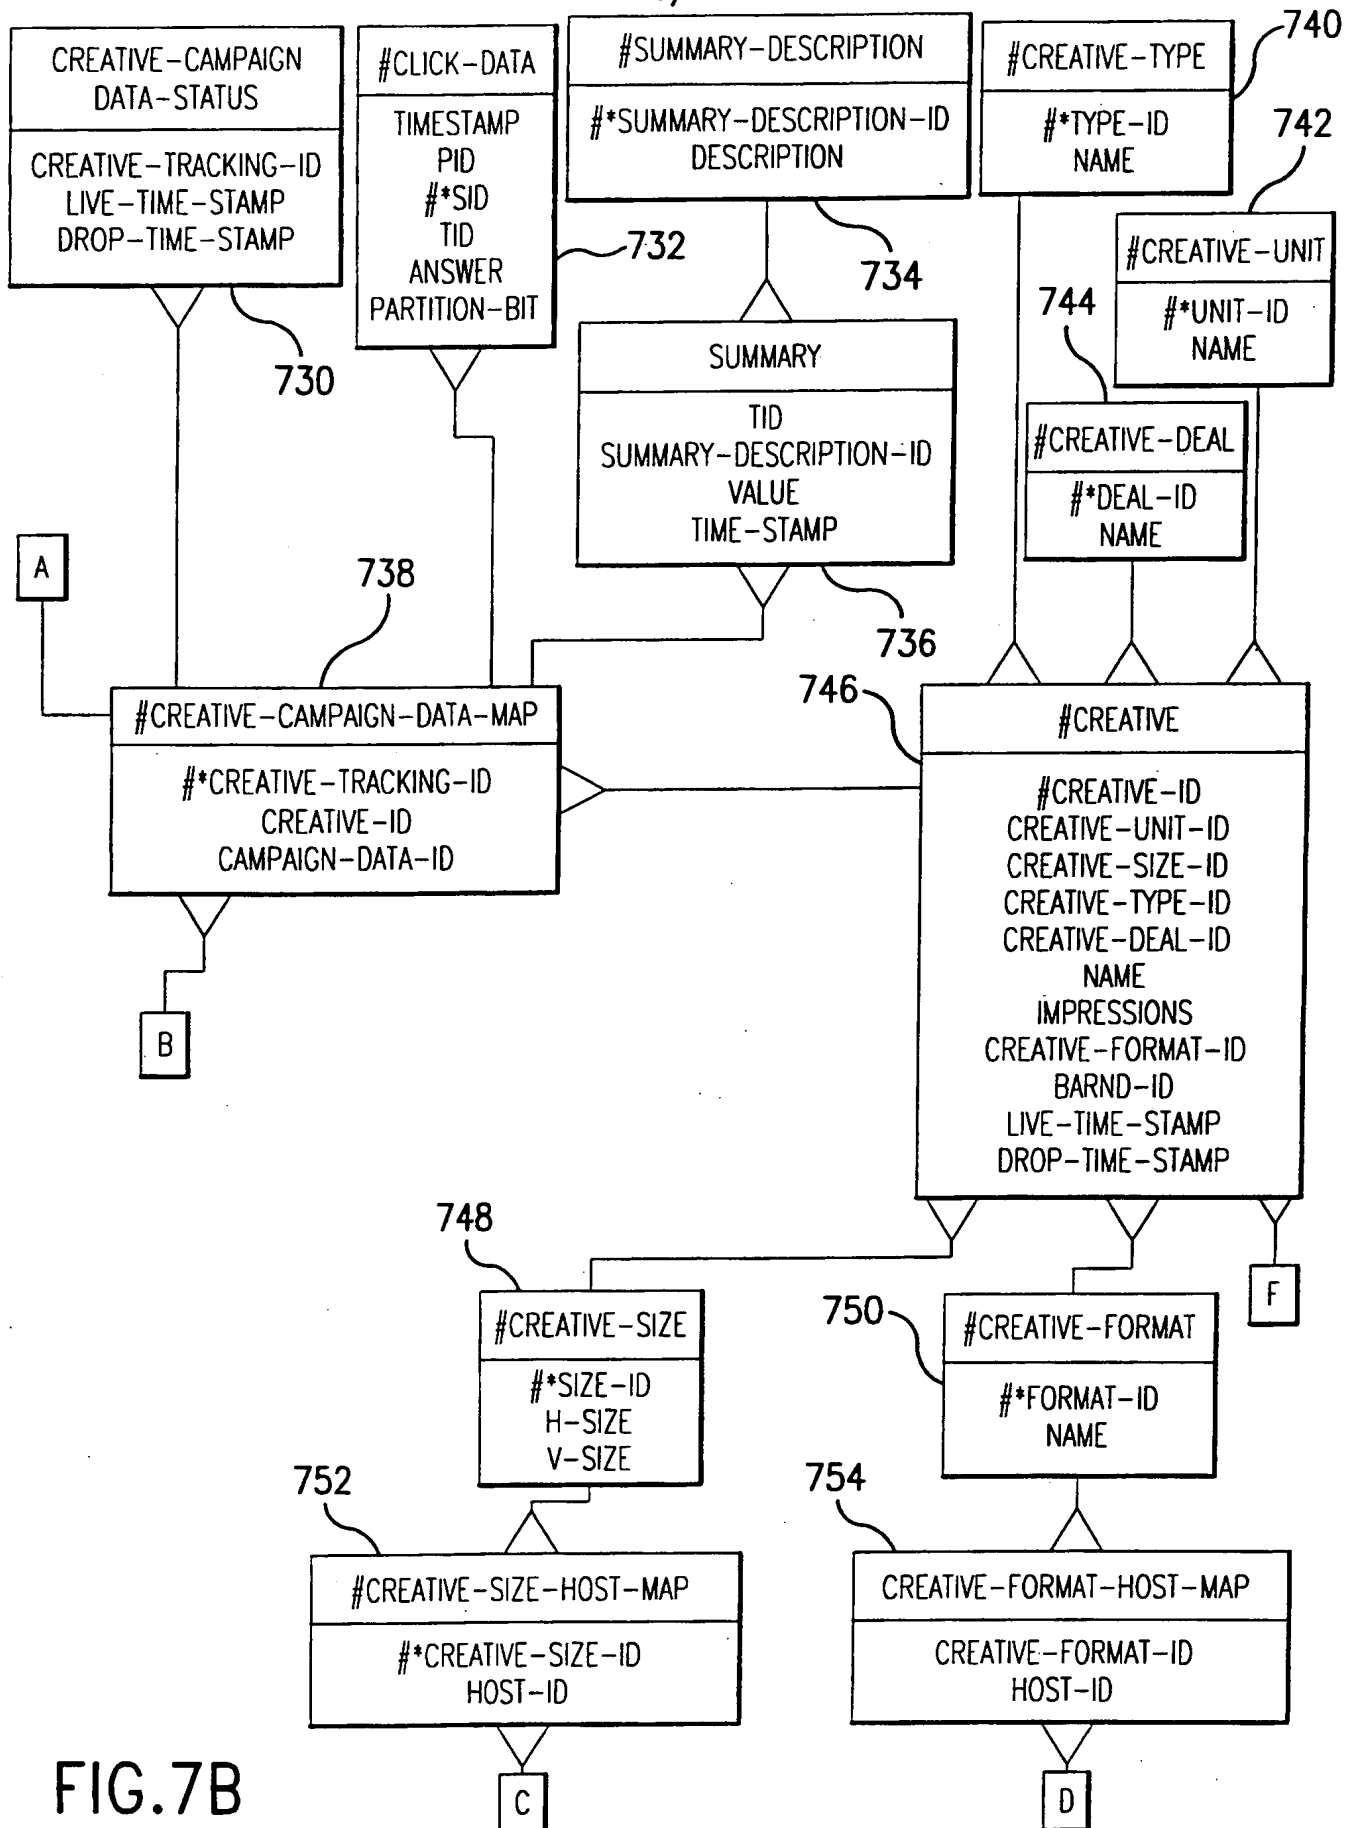 CREATIVE-CAMPAIGN
DATA-STATUS
CREATIVE-TRACKING-ID
LIVE-TIME-STAMP
DROP-TIME-STAMP
730
#CLICK-DATA
TIMESTAMP
PID
#*SID
TID
ANSWER
PARTITION-BIT
732
#SUMMARY-DESCRIPTION
#*SUMMARY-DESCRIPTION-ID
DESCRIPTION
734
#CREATIVE-TYPE
#*TYPE-ID
NAME
740
742
#CREATIVE-UNIT
#*UNIT-ID
NAME
744
#CREATIVE-DEAL
#*DEAL-ID
NAME
SUMMARY
TID
SUMMARY-DESCRIPTION-ID
VALUE
TIME-STAMP
736
A
738
#CREATIVE-CAMPAIGN-DATA-MAP
#*CREATIVE-TRACKING-ID
CREATIVE-ID
CAMPAIGN-DATA-ID
B
746
#CREATIVE
#CREATIVE-ID
CREATIVE-UNIT-ID
CREATIVE-SIZE-ID
CREATIVE-TYPE-ID
CREATIVE-DEAL-ID
NAME
IMPRESSIONS
CREATIVE-FORMAT-ID
BARND-ID
LIVE-TIME-STAMP
DROP-TIME-STAMP
F
748
#CREATIVE-SIZE
#*SIZE-ID
H-SIZE
V-SIZE
750
#CREATIVE-FORMAT
#*FORMAT-ID
NAME
752
#CREATIVE-SIZE-HOST-MAP
#*CREATIVE-SIZE-ID
HOST-ID
C
754
CREATIVE-FORMAT-HOST-MAP
CREATIVE-FORMAT-ID
HOST-ID
D
FIG.7B